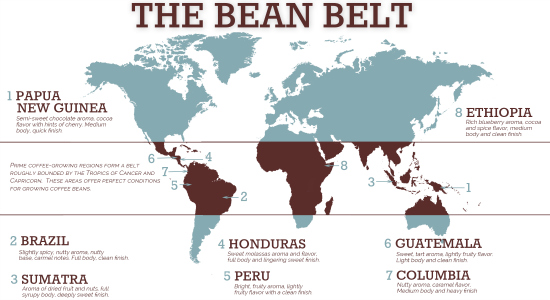 THE BEAN BELT
1 PAPUA
NEW GUINEA
Semi-sweet chocolate aroma, cocoa
flavor with hints of cherry. Medium
body, quick finish.
8 ETHIOPIA
Rich blueberry aroma, cocoa
and spice flavor, medium
body and clean finish.
6
4
7
5
2
8
3
1
PRIME COFFEE-GROWING REGIONS FORM A BELT
ROUGHLY BOUNDED BY THE TROPICS OF CANCER AND
CAPRICORN. THESE AREAS OFFER PERFECT CONDITIONS
FOR GROWING COFFEE BEANS.
2 BRAZIL
Slightly spicy, nutty aroma, nutty
base, carmel notes. Full body, clean finish.
3 SUMATRA
Aroma of dried fruit and nuts, full
syrupy body, deeply sweet finish.
4 HONDURAS
Sweet molassas aroma and flavor,
full body and lingering sweet finish.
5 PERU
Bright, fruity aroma, lightly
fruity flavor with a clean finish
6 GUATEMALA
Sweet, tart aroma, lightly fruity flavor.
Light body and clean finish.
7 COLUMBIA
Nutty aroma, caramel flavor,
Medium body and heavy finish